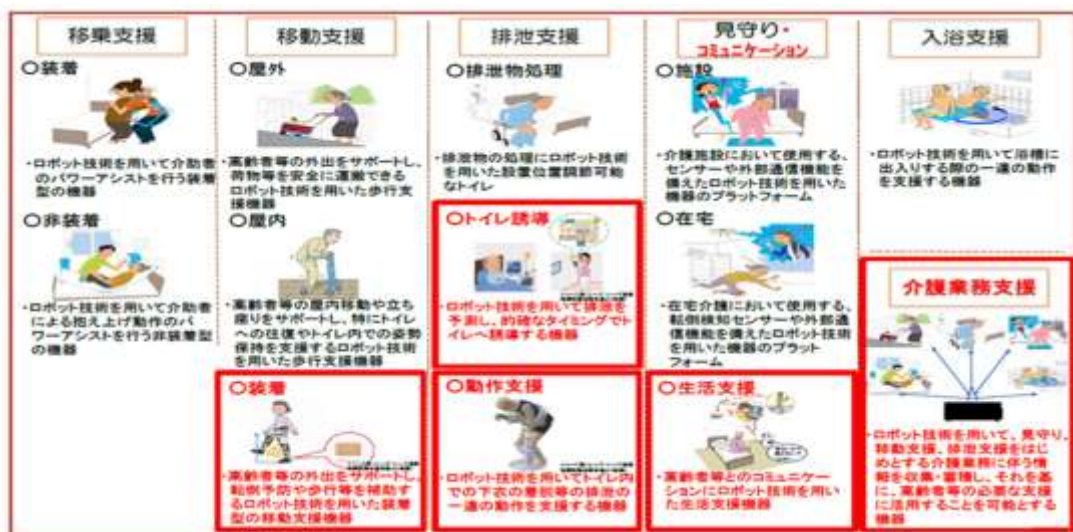 移乗支援
〇装着
・ロボット技術を用いて介助者
のパワーアシストを行う装着
型の機器
〇非装着
・ロボット技術を用いて介助者
による抱え上げ動作のパ
ワーアシストを行う非装着型
の機器
移動支援
〇屋外
・高齢者等の外出をサポートし、
荷物等を安全に運搬できる
ロボット技術を用いた歩行支
援機器
〇屋内
・高齢者等の屋内移動や立ち
座りをサポートし、特にトイレ
への往復やトイレ内での姿勢
保持を支援するロボット技術
を用いた歩行支援機器
〇装着
・高齢者等の外出をサポートし、
転倒予防や歩行等を補助す
るロボット技術を用いた装着
型の移動支援機器
排泄支援
〇排泄物処理
・排泄物の処理にロボット技術
を用いた設置位置調節可能
なトイレ
〇トイレ誘導
・ロボット技術を用いて排泄を
予測し、的確なタイミングでト
イレへ誘導する機器
〇動作支援
・ロボット技術を用いてトイレ内
での下衣の着脱等の排泄の
一連の動作を支援する機器
見守り・
コミュニケーション
〇施設
・介護施設において使用する、
センサーや外部通信機能を
備えたロボット技術を用いた
機器のプラットフォーム
〇在宅
・在宅介護において使用する、
転倒検知センサーや外部通
信機能を備えたロボット技術
を用いた機器のプラット
フォーム
〇生活支援
・高齢者等とのコミュニケー
ションにロボット技術を用い
た生活支援機器
入浴支援
・ロボット技術を用いて浴槽に
出入りする際の一連の動作
を支援する機器
介護業務支援
・ロボット技術を用いて、見守り、
移動支援、排泄支援をはじ
めとする介護業務に伴う情
報を収集・蓄積し、それを基
に、高齢者等の必要な支援
に活用することを可能とする
機器